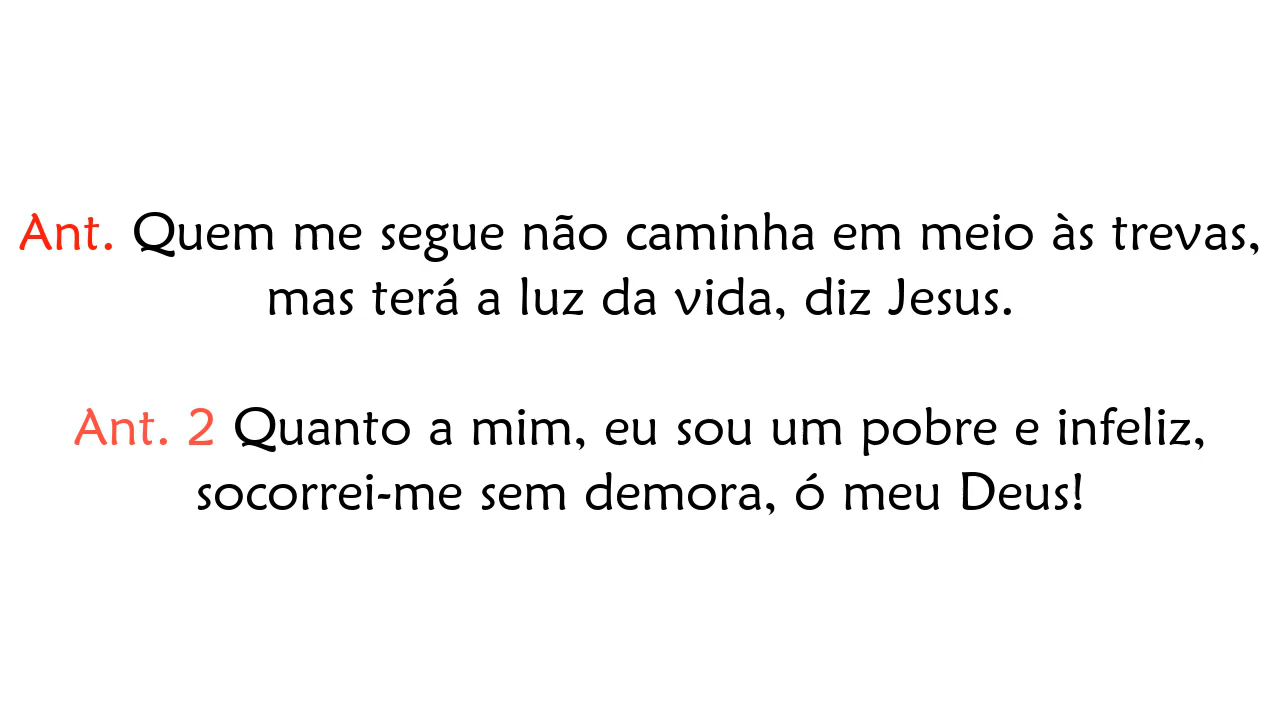 Ant. Quem me segue não caminha em meio às trevas,
mas terá a luz da vida, diz Jesus.
Ant. 2 Quanto a mim, eu sou um pobre e infeliz,
socorrei-me sem demora, ó meu Deus!